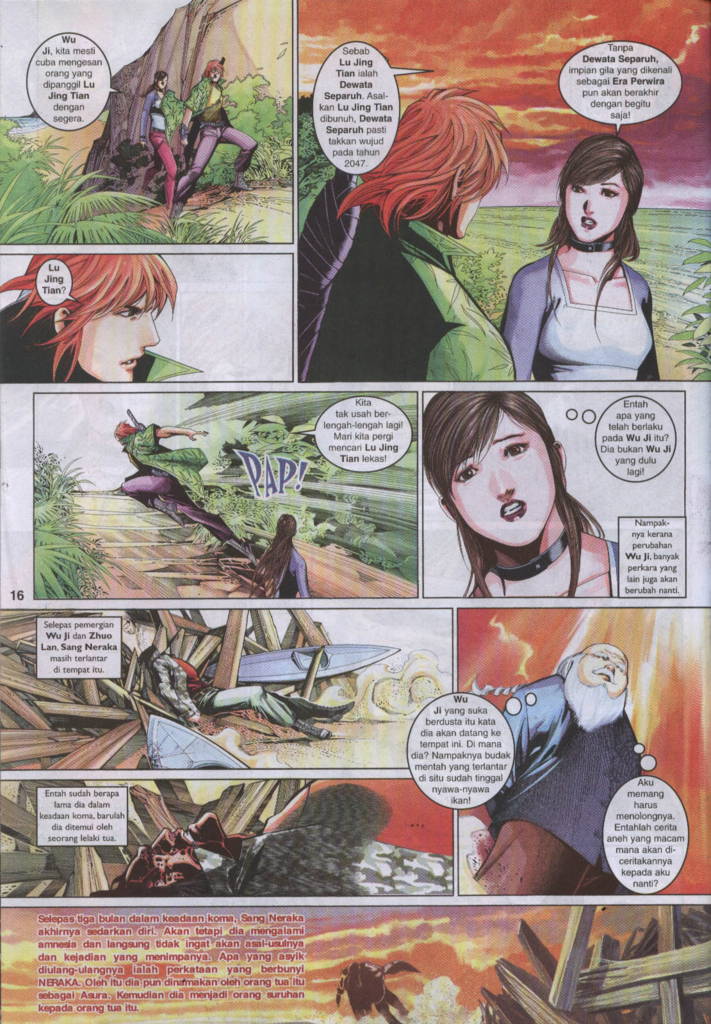 Wu
Ji, kita mesti
cuba mengesan
orang yang
dipanggil Lu
Jing Tian
dengan
segera.
Sebab
Lu Jing
Tian ialah
Dewata
Separuh. Asal-
kan Lu Jing Tian
dibunuh, Dewata
Separuh pasti
takkan wujud
pada tahun
2047.
Tanpa
Dewata Separuh,
impian gila yang dikenali
sebagai Era Perwira
pun akan berakhir
dengan begitu
saja!
Lu
Jing
Tian?
Kita
tak usah ber-
lengah-lengah lagi!
Mari kita pergi
mencari Lu Jing
Tian lekas!
PAP!
Entah
apa yang
telah berlaku
pada Wu Ji itu?
Dia bukan Wu Ji
yang dulu
lagi!
Nampak-
nya kerana
perubahan
Wu Ji, banyak
perkara yang
lain juga akan
berubah nanti.
16
Selepas pemergian
Wu Ji dan Zhuo
Lan, Sang Neraka
masih terlantar
di tempat itu.
Wu
Ji yang suka
berdusta itu kata
dia akan datang ke
tempat ini. Di mana
dia? Nampaknya budak
mentah yang terlantar
di situ sudah tinggal
nyawa-nyawa
ikan!
Aku
memang
harus
menolongnya.
Entahlah cerita
aneh yang macam
mana akan di-
ceritakannya
kepada aku
nanti?
Entah sudah berapa
lama dia dalam
keadaan koma, barulah
dia ditemui oleh
seorang lelaki tua.
Selepas tiga bulan dalam keadaan koma, Sang Neraka
akhirnya sedarkan diri. Akan tetapi dia mengalami
amnesia dan langsung tidak ingat akan asal-usulnya
dan kejadian yang menimpanya. Apa yang asyik
diulang-ulangnya ialah perkataan yang berbunyi
NERAKA. Oleh itu dia pun dinamakan oleh orang tua itu
sebagai Asura. Kemudian dia menjadi orang suruhan
kepada orang tua itu.